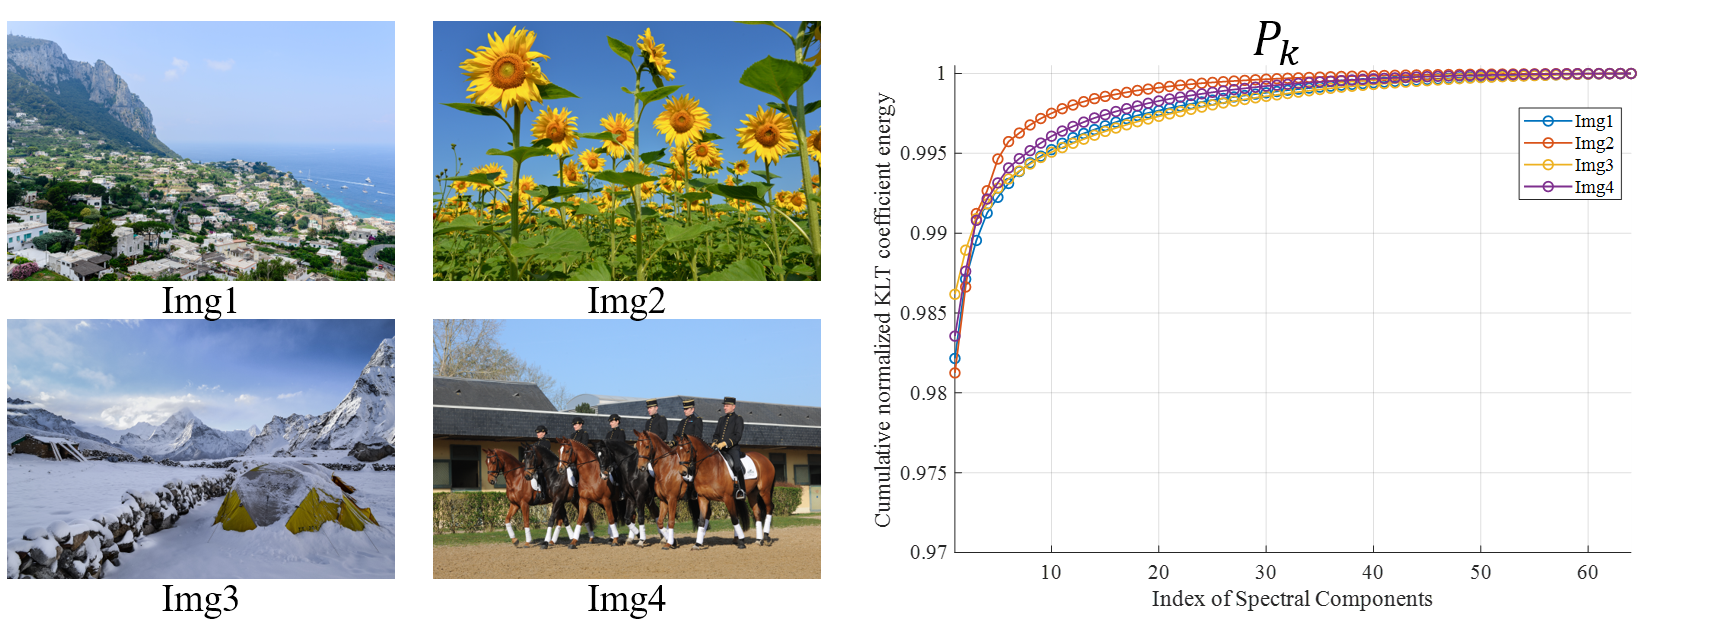 Img1
Img2
Img3
Img4
P_k
Cumulative normalized KLT coefficient energy
1
0.995
0.99
0.985
0.98
0.975
0.97
10 20 30 40 50 60
Index of Spectral Components
Img1
Img2
Img3
Img4